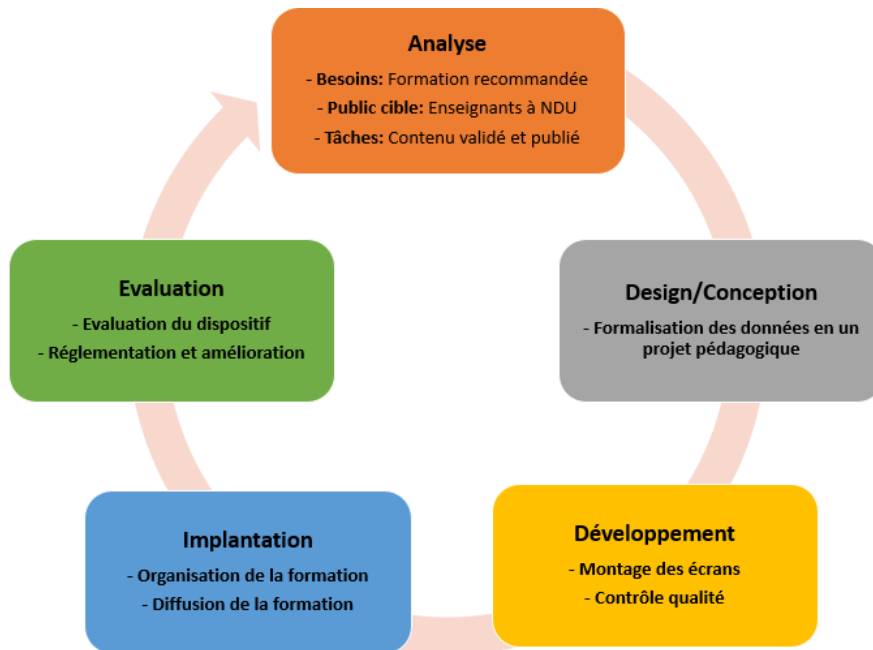 Analyse
- Besoins: Formation recommandée
- Public cible: Enseignants à NDU
- Tâches: Contenu validé et publié
Evaluation
- Evaluation du dispositif
- Réglementation et amélioration
Design/Conception
- Formalisation des données en un
projet pédagogique
Implantation
- Organisation de la formation
- Diffusion de la formation
Développement
- Montage des écrans
- Contrôle qualité